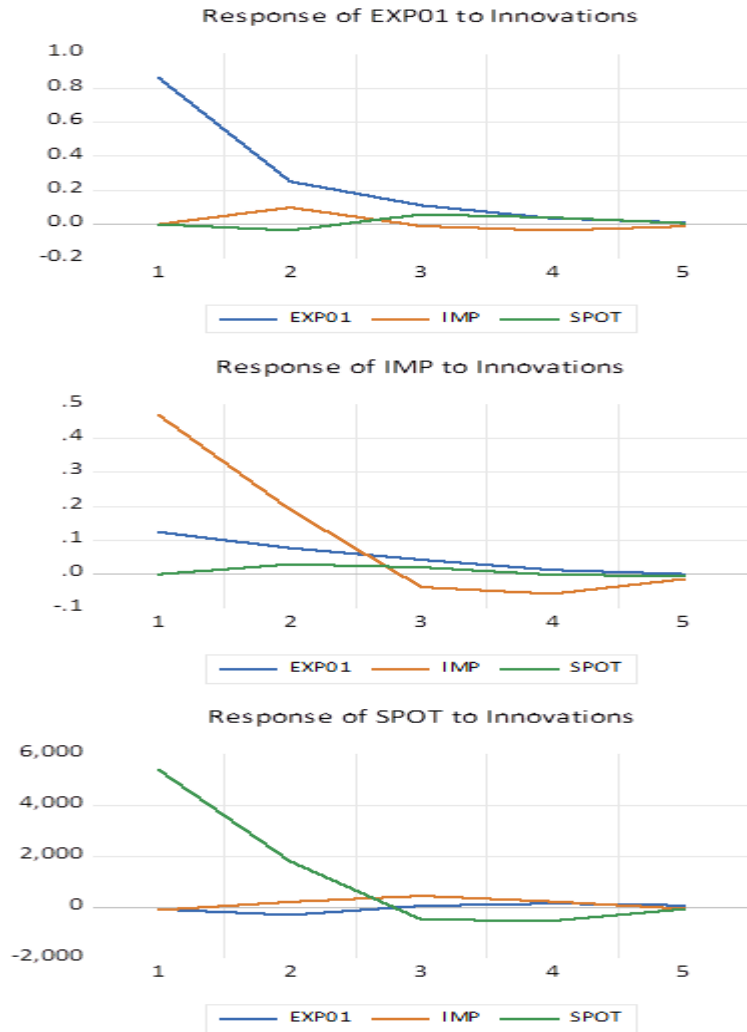 Response of EXP01 to Innovations
1.0
0.8
0.6
0.4
0.2
0.0
-0.2
1 2 3 4 5
EXP01 IMP SPOT
Response of IMP to Innovations
.5
.4
.3
.2
.1
.0
-.1
1 2 3 4 5
EXP01 IMP SPOT
Response of SPOT to Innovations
6,000
4,000
2,000
0
-2,000
1 2 3 4 5
EXP01 IMP SPOT